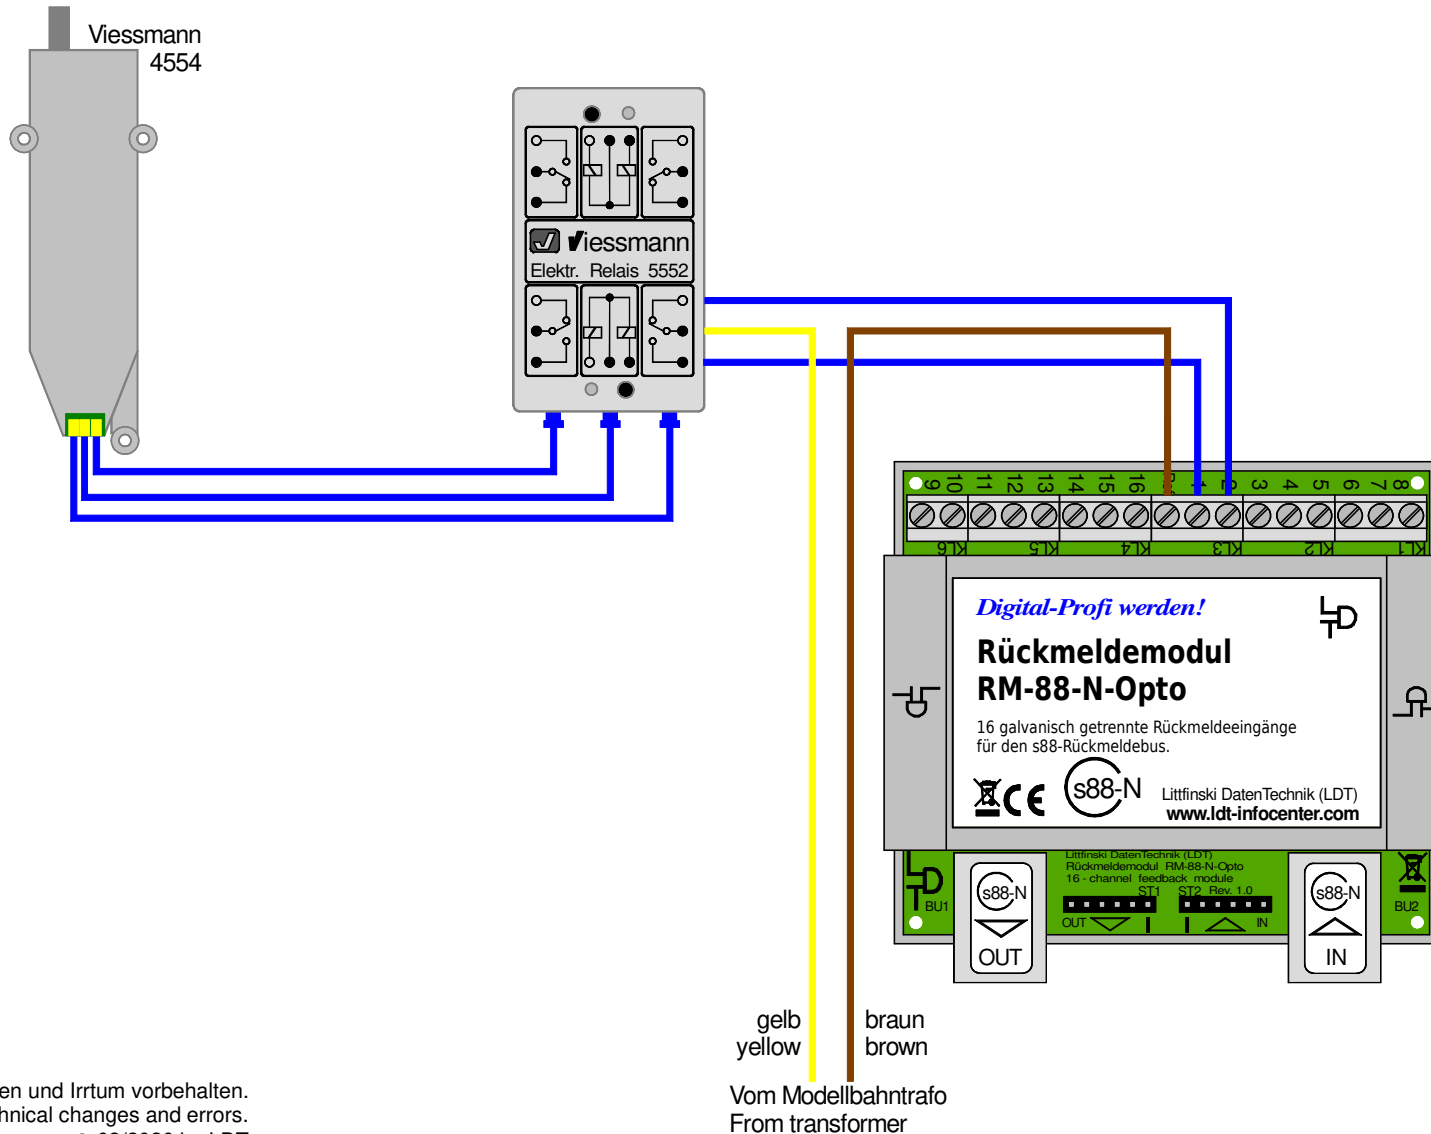 Viessmann
4554
Viessmann
Elektr. Relais 5552
9 10 11 12 13 14 15 16 1 2 3 4 5 6 7 8
KL6 KL5 KL4 KL3 KL2 KL1
Digital-Profi werden!
Rückmeldemodul
RM-88-N-Opto
16 galvanisch getrennte Rückmeldeeingänge
für den s88-Rückmeldebus.
CE s88-N
Littfinski DatenTechnik (LDT)
www.ldt-infocenter.com
Littfinski DatenTechnik (LDT)
Rückmeldemodul RM-88-N-Opto
16 - channel feedback module
ST1 ST2 Rev. 1.0
BU1
s88-N
OUT
OUT
IN
s88-N
IN
BU2
gelb
yellow
braun
brown
Vom Modellbahntrafo
From transformer
en und Irrtum vorbehalten.
hnical changes and errors.